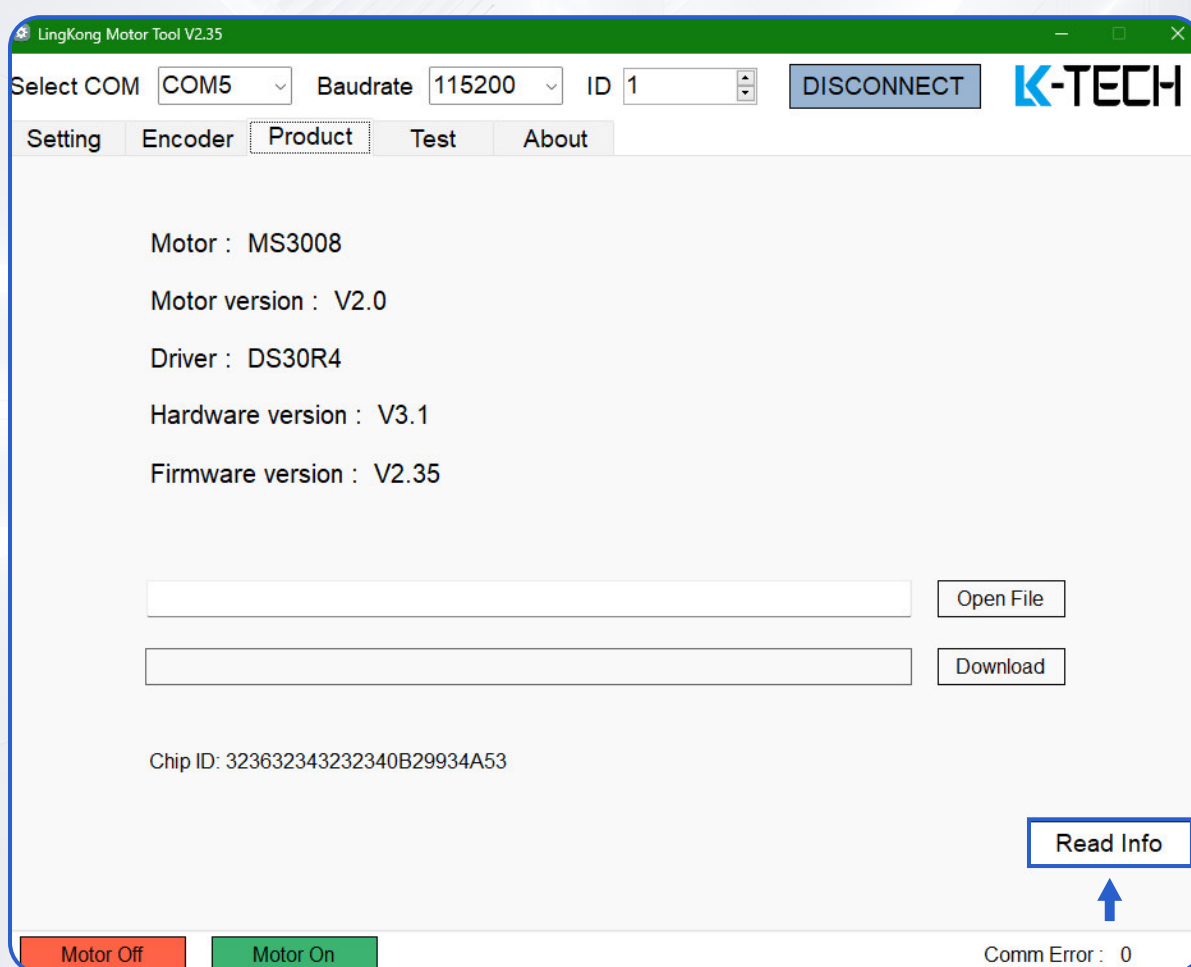 LingKong Motor Tool V2.35
Select COM COM5 Baudrate 115200 ID 1 DISCONNECT K-TECH
Setting Encoder Product Test About
Motor : MS3008
Motor version : V2.0
Driver : DS30R4
Hardware version : V3.1
Firmware version : V2.35
Open File
Download
Chip ID: 323632343232340B29934A53
Read Info
Motor Off Motor On Comm Error : 0